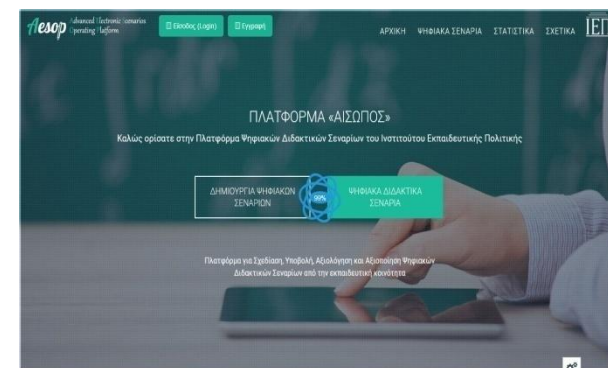 Aesop Advanced Electronic Scenarios Operating Platform
Είσοδος (Login)
Εγγραφή
ΑΡΧΙΚΗ ΨΗΦΙΑΚΑ ΣΕΝΑΡΙΑ ΣΤΑΤΙΣΤΙΚΑ ΣΧΕΤΙΚΑ ΙΕΠ
ΠΛΑΤΦΟΡΜΑ «ΑΙΣΩΠΟΣ»
Καλώς ορίσατε στην Πλατφόρμα Ψηφιακών Διδακτικών Σεναρίων του Ινστιτούτου Εκπαιδευτικής Πολιτικής
ΔΗΜΙΟΥΡΓΙΑ ΨΗΦΙΑΚΩΝ
ΣΕΝΑΡΙΩΝ
99%
ΨΗΦΙΑΚΑ ΔΙΔΑΚΤΙΚΑ
ΣΕΝΑΡΙΑ
Πλατφόρμα για Σχεδίαση, Υποβολή, Αξιολόγηση και Αξιοποίηση Ψηφιακών
Διδακτικών Σεναρίων από την εκπαιδευτική κοινότητα